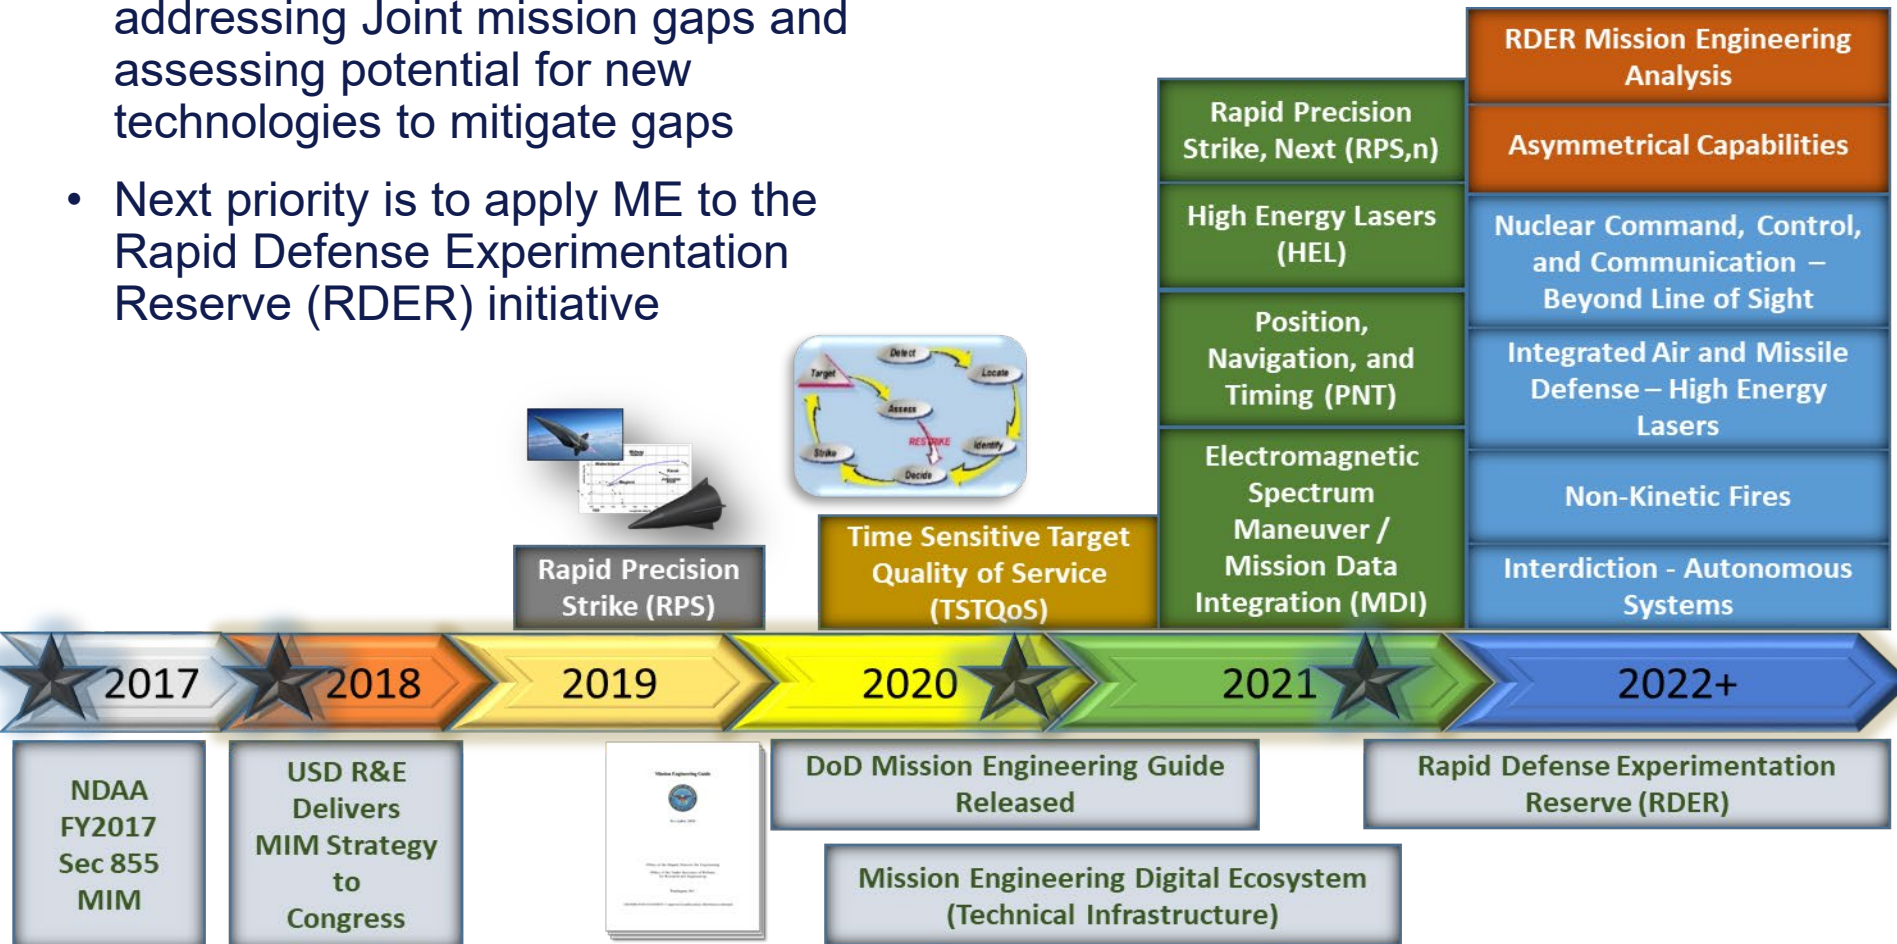 addressing Joint mission gaps and
assessing potential for new
technologies to mitigate gaps
• Next priority is to apply ME to the
Rapid Defense Experimentation
Reserve (RDER) initiative
Detect
Target
Locate
Assess
RESTRIKE
Identify
Strike
Decide
Rapid Precision
Strike (RPS)
Time Sensitive Target
Quality of Service
(TSTQoS)
Rapid Precision
Strike, Next (RPS,n)
High Energy Lasers
(HEL)
Position,
Navigation, and
Timing (PNT)
Electromagnetic
Spectrum
Maneuver /
Mission Data
Integration (MDI)
RDER Mission Engineering
Analysis
Asymmetrical Capabilities
Nuclear Command, Control,
and Communication –
Beyond Line of Sight
Integrated Air and Missile
Defense – High Energy
Lasers
Non-Kinetic Fires
Interdiction - Autonomous
Systems
2017
2018
2019
2020
2021
2022+
NDAA
FY2017
Sec 855
MIM
USD R&E
Delivers
MIM Strategy
to
Congress
Mission Engineering Guide
DoD Mission Engineering Guide
Released
Mission Engineering Digital Ecosystem
(Technical Infrastructure)
Rapid Defense Experimentation
Reserve (RDER)